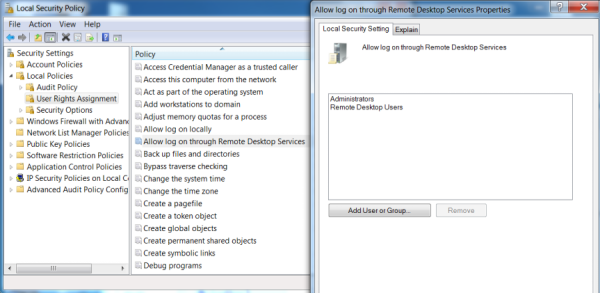 Local Security Policy
File Action View Help
Security Settings
Account Policies
Local Policies
Audit Policy
User Rights Assignment
Security Options
Windows Firewall with Advanc
Network List Manager Policies
Public Key Policies
Software Restriction Policies
Application Control Policies
IP Security Policies on Local Cc
Advanced Audit Policy Config
Policy
Access Credential Manager as a trusted caller
Access this computer from the network
Act as part of the operating system
Add workstations to domain
Adjust memory quotas for a process
Allow log on locally
Allow log on through Remote Desktop Services
Back up files and directories
Bypass traverse checking
Change the system time
Change the time zone
Create a pagefile
Create a token object
Create global objects
Create permanent shared objects
Create symbolic links
Debug programs
Allow log on through Remote Desktop Services Properties
Local Security Setting Explain
Allow log on through Remote Desktop Services
Administrators
Remote Desktop Users
Add User or Group... Remove